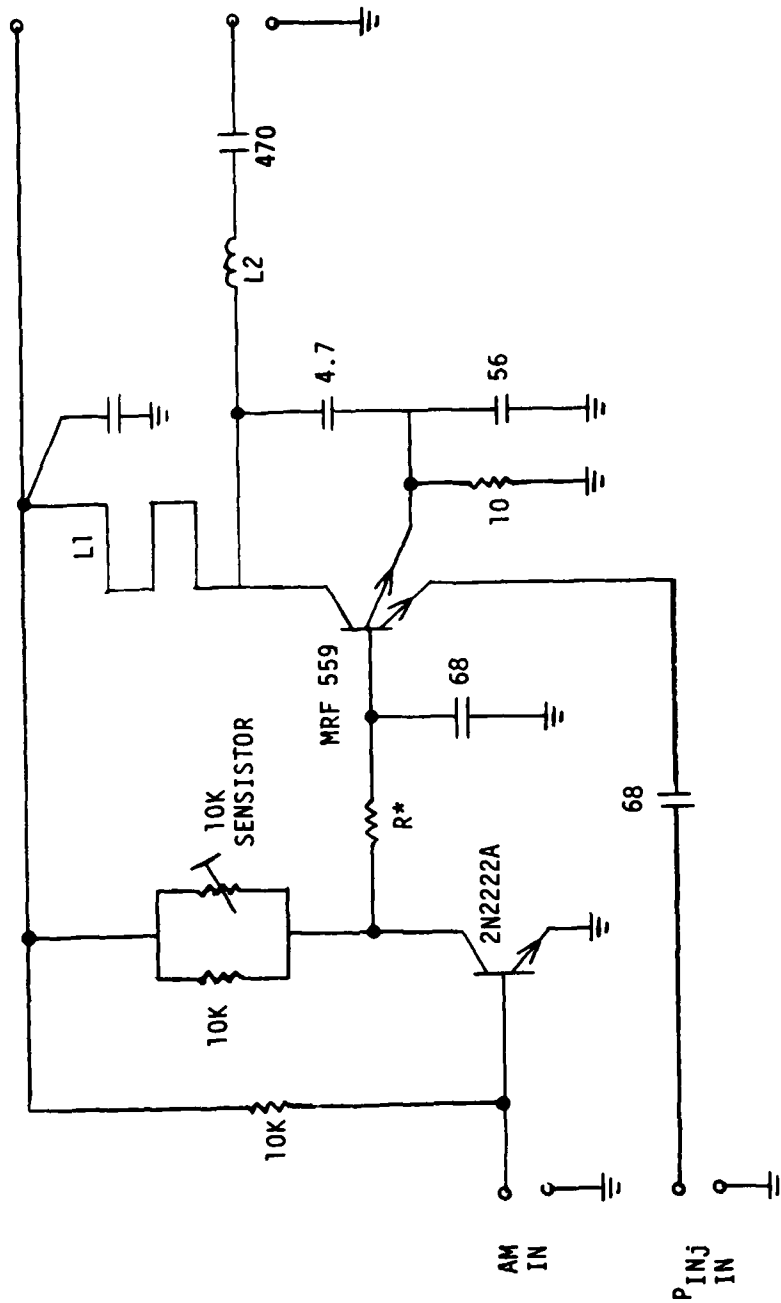 L1
L2
470
4.7
56
10
MRF 559
68
10K
SENSISTOR
10K
R*
2N2222A
10K
68
AM
IN
PINj
IN